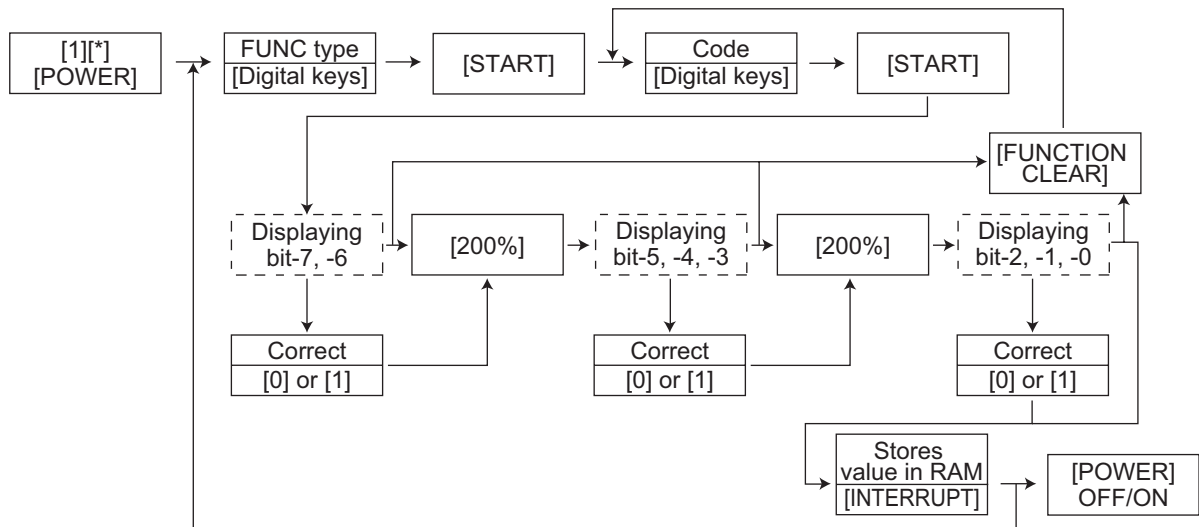 [1][*]
[POWER]
FUNC type
[Digital keys]
[START]
Code
[Digital keys]
[START]
[FUNCTION
CLEAR]
Displaying
bit-7, -6
[200%]
Displaying
bit-5, -4, -3
[200%]
Displaying
bit-2, -1, -0
Correct
[0] or [1]
Correct
[0] or [1]
Correct
[0] or [1]
Stores
value in RAM
[INTERRUPT]
[POWER]
OFF/ON